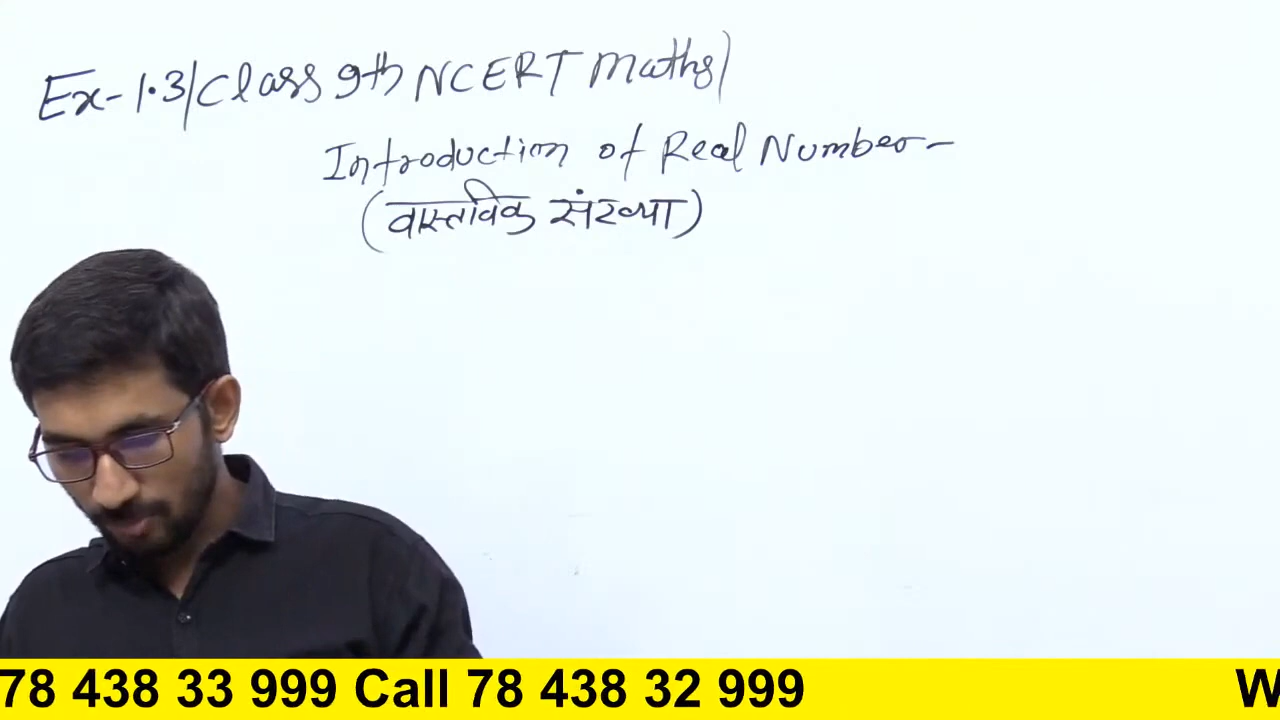 Ex-1.3/Class 9th NCERT Maths/
Introduction of Real Number-
(वास्तविक संख्या)
78 438 33 999 Call 78 438 32 999 W